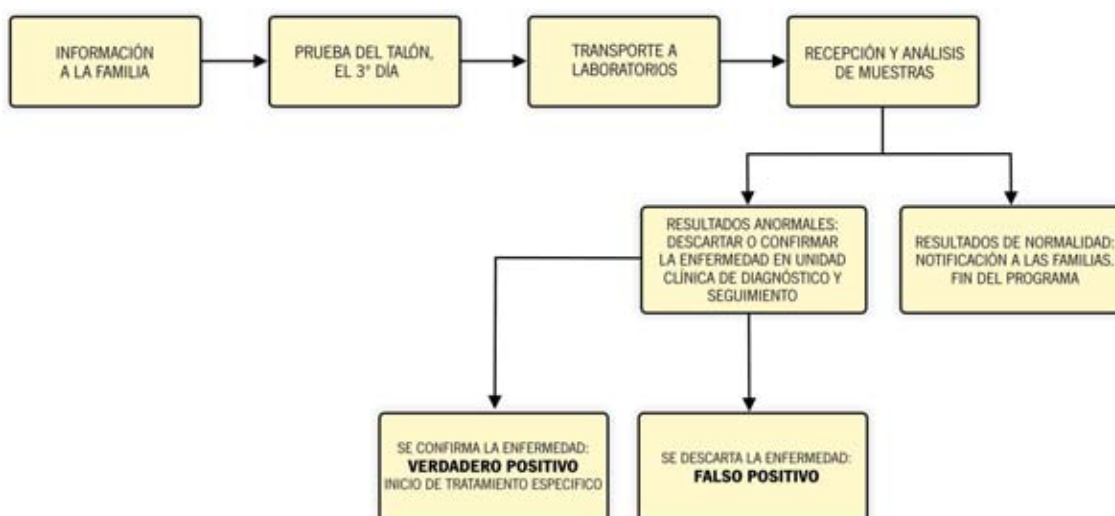 INFORMACIÓN
A LA FAMILIA
PRUEBA DEL TALÓN,
EL 3° DÍA
TRANSPORTE A
LABORATORIOS
RECEPCIÓN Y ANÁLISIS
DE MUESTRAS
RESULTADOS ANORMALES:
DESCARTAR O CONFIRMAR
LA ENFERMEDAD EN UNIDAD
CLÍNICA DE DIAGNÓSTICO Y
SEGUIMIENTO
RESULTADOS DE NORMALIDAD:
NOTIFICACIÓN A LAS FAMILIAS.
FIN DEL PROGRAMA
SE CONFIRMA LA ENFERMEDAD:
VERDADERO POSITIVO
INICIO DE TRATAMIENTO ESPECIFICO
SE DESCARTA LA ENFERMEDAD:
FALSO POSITIVO